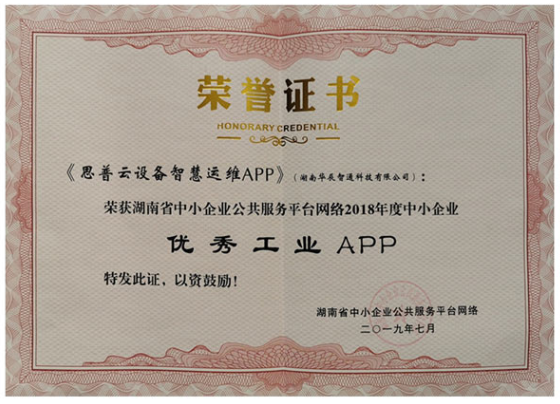 荣誉证书
HONORARY CREDENTIAL
《思普云设备智慧运维APP》（湖南华辰智通科技有限公司）：
荣获湖南省中小企业公共服务平台网络2018年度中小企业
优秀工业APP
特发此证，以资鼓励！
湖南省中小企业公共服务平台网络
二〇一九年七月